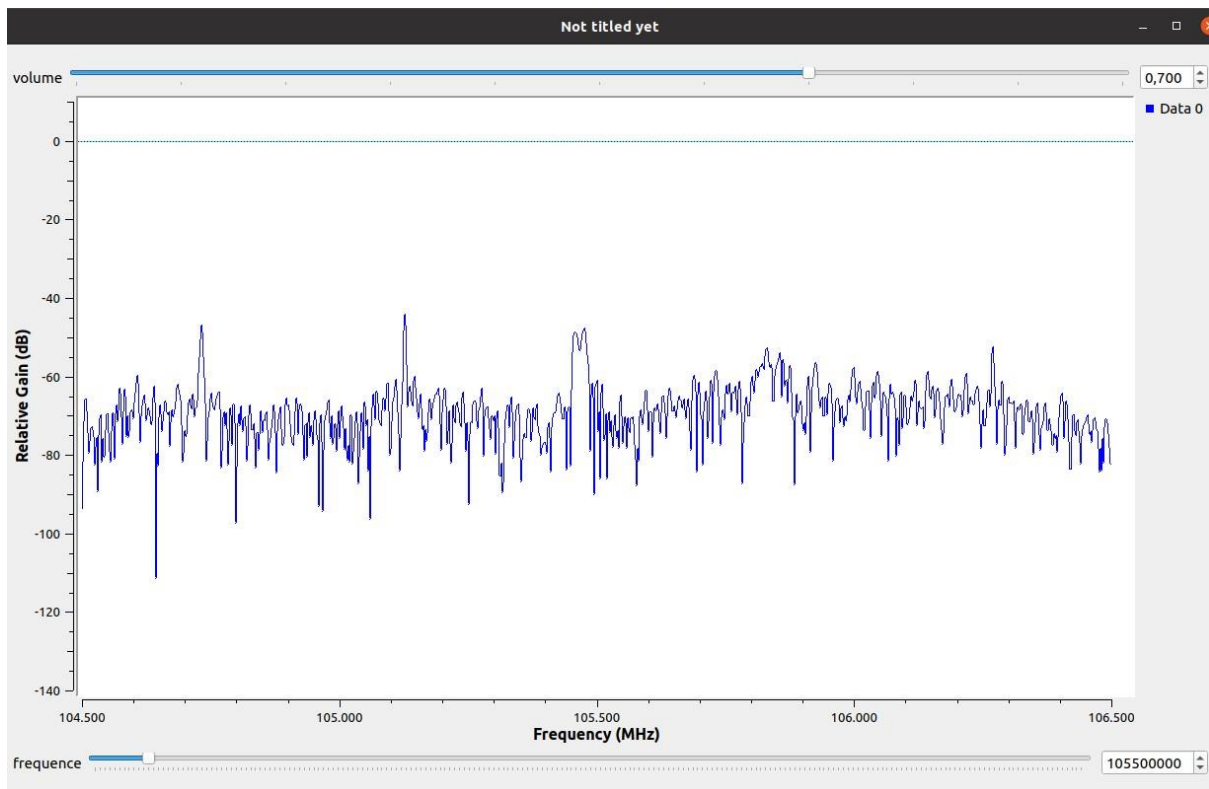 Not titled yet
volume
0,700
Data 0
0
-20
-40
-60
-80
-100
-120
-140
Relative Gain (dB)
104.500
105.000
105.500
106.000
106.500
Frequency (MHz)
frequence
105500000